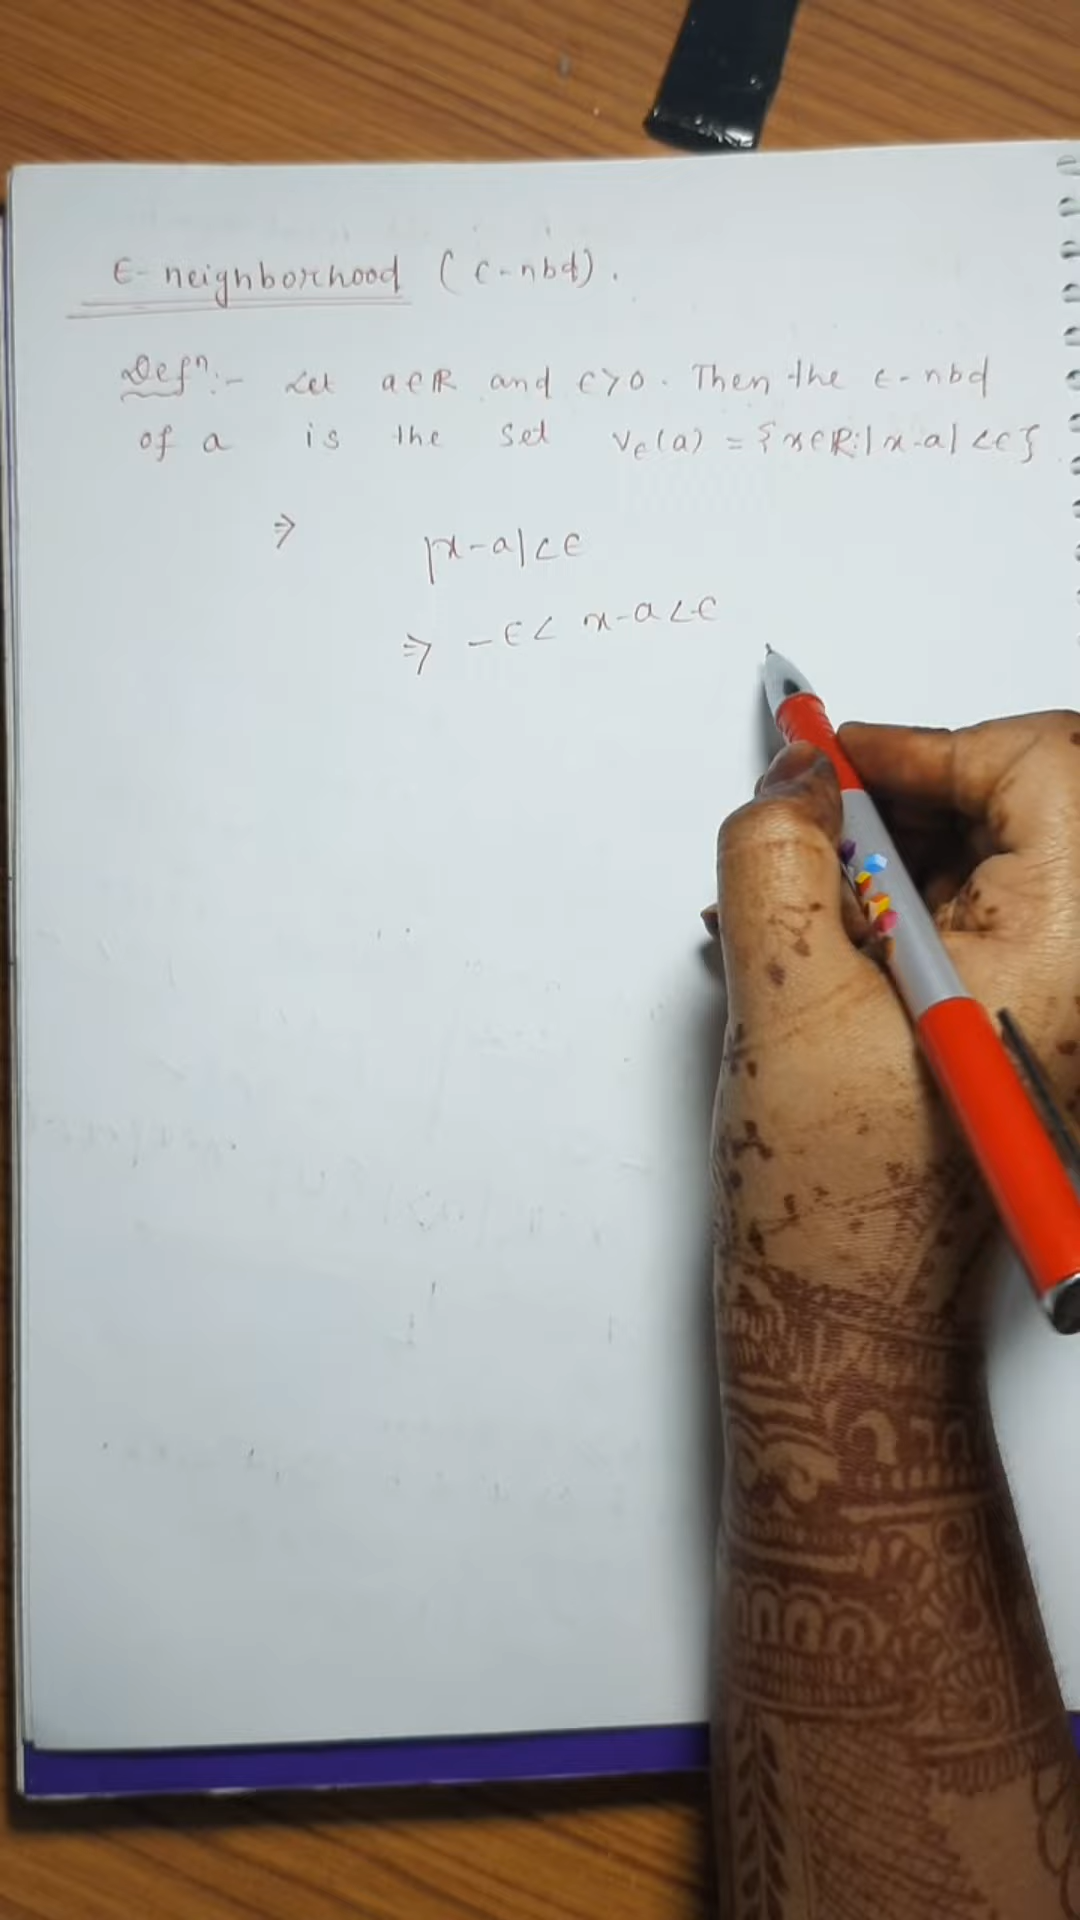 ϵ- neighborhood (ϵ-nbd).
Defⁿ:- Let a∈ℝ and ϵ>0. Then the ϵ-nbd
of a is the set Vϵ(a) = {x∈ℝ:|x-a|<ϵ}
⇒ |x-a|<ϵ
⇒ -ϵ< x-a<ϵ